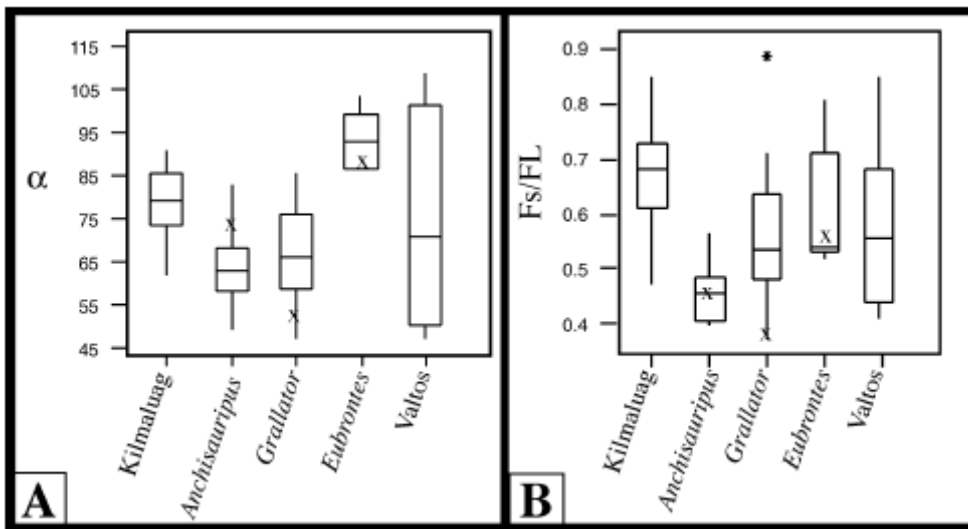 115
105
95
85
75
65
55
45
α
x
x
x
Kilmaluag
Anchisauripus
Grallator
Eubrontes
Valtos
A
0.9
0.8
0.7
0.6
0.5
0.4
Fs/FL
*
x
x
x
Kilmaluag
Anchisauripus
Grallator
Eubrontes
Valtos
B